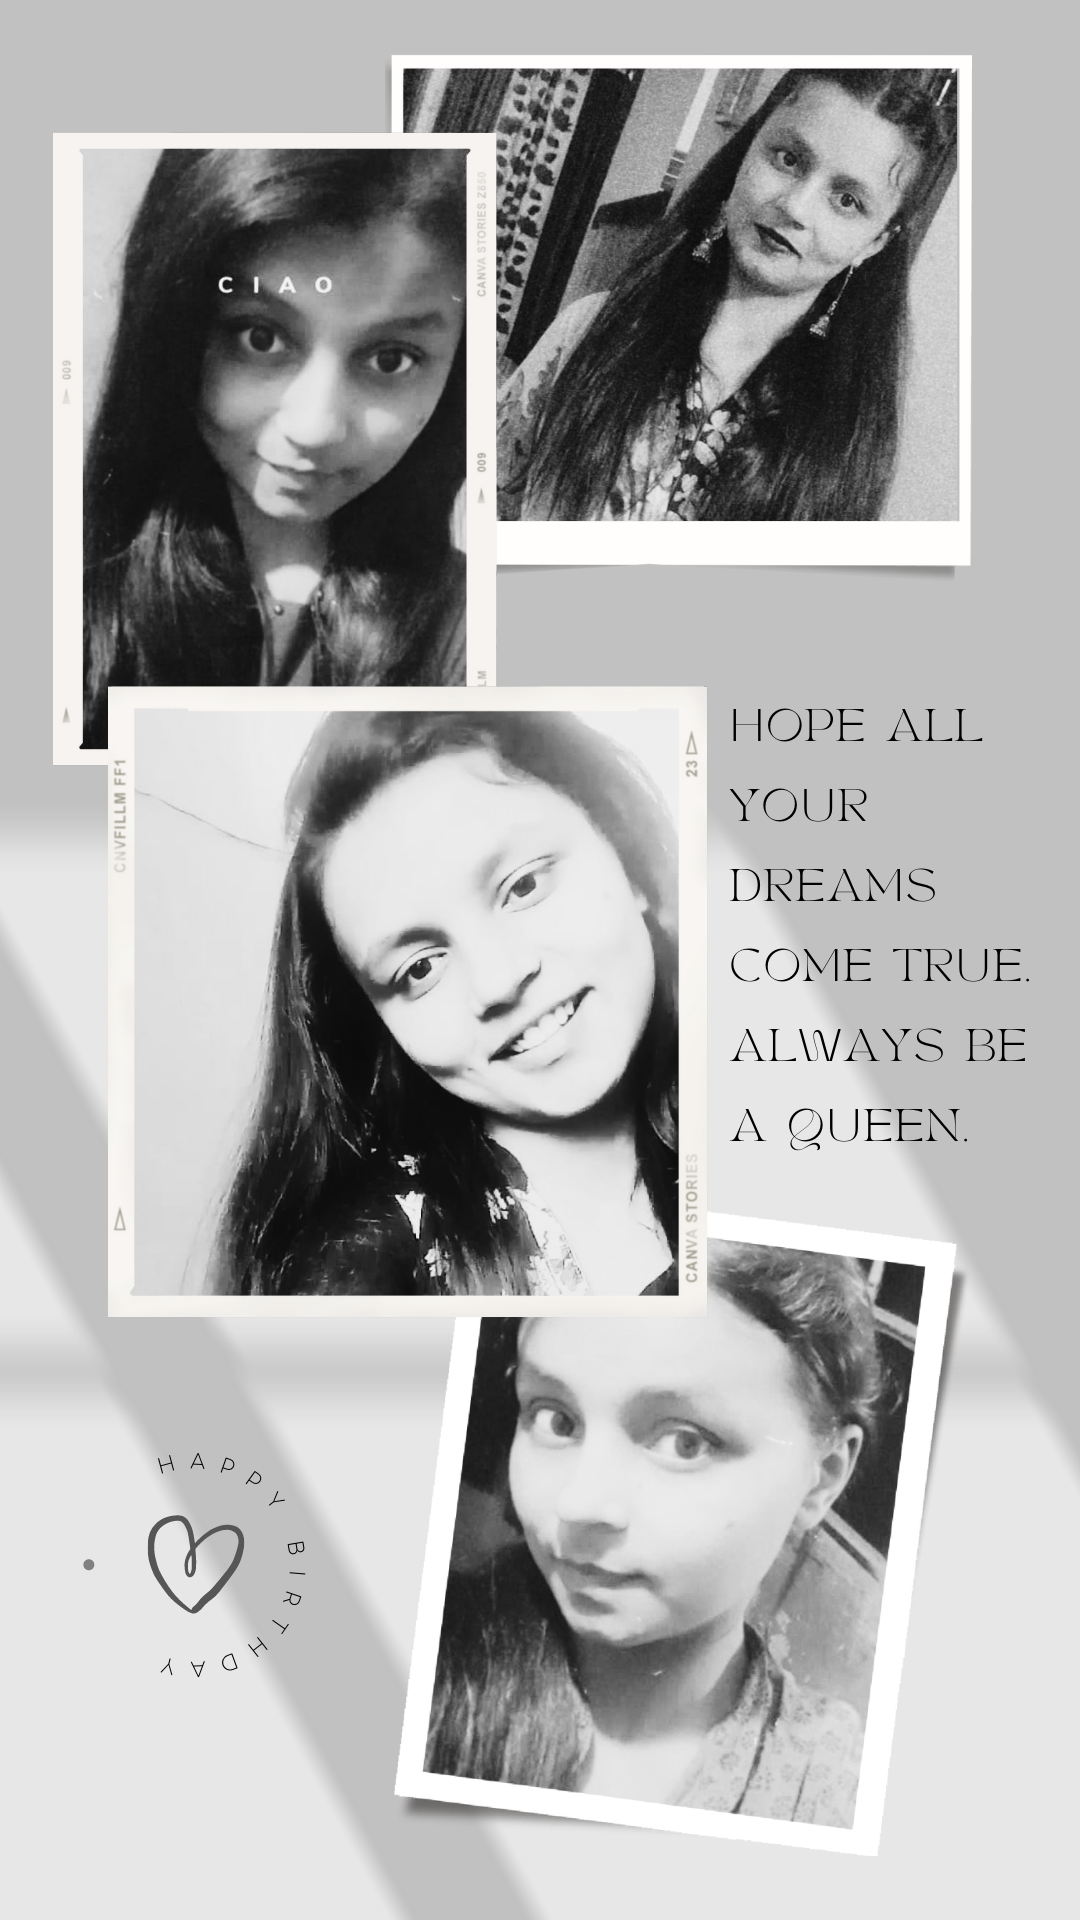 CANVA STORIES Z850
CIAO
009
009
LM
HOPE ALL
YOUR
DREAMS
COME TRUE.
ALWAYS BE
A QUEEN.
23
CNVFILLM FF1
CANVA STORIES
HAPPY BIRTHDAY